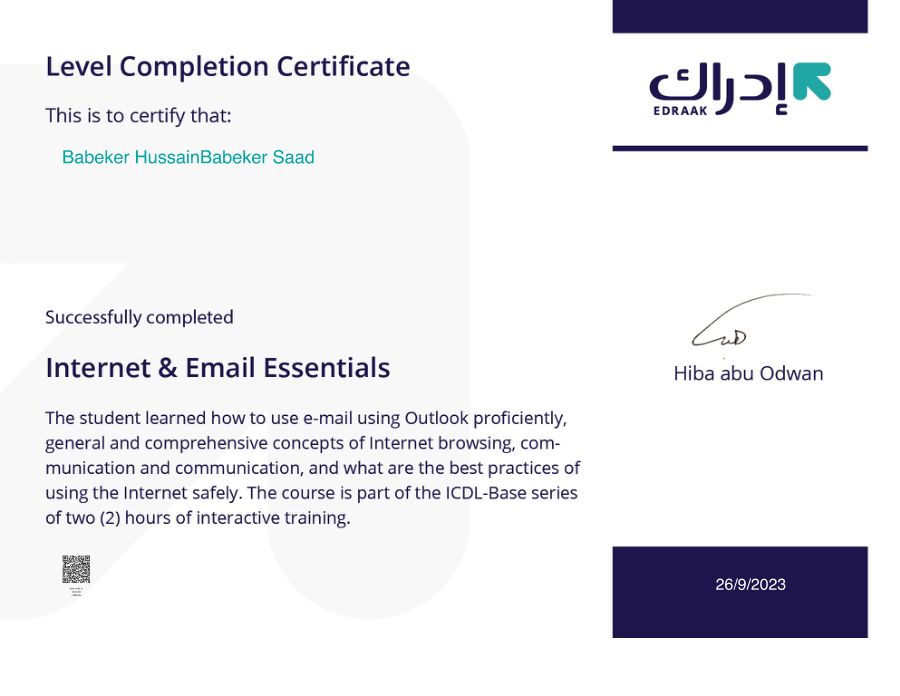 Level Completion Certificate
This is to certify that:
Babeker HussainBabeker Saad
Successfully completed
Internet & Email Essentials
The student learned how to use e-mail using Outlook proficiently,
general and comprehensive concepts of Internet browsing, com-
munication and communication, and what are the best practices of
using the Internet safely. The course is part of the ICDL-Base series
of two (2) hours of interactive training.
إدراك
EDRAAK
Hiba abu Odwan
26/9/2023